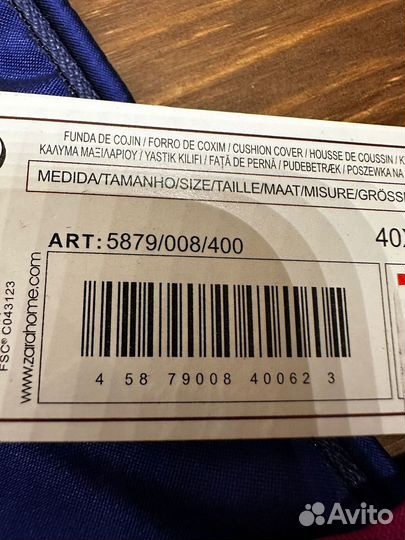 FUNDA DE COJIN / FORRO DE COXIM / CUSHION COVER / HOUSSE DE COUSSIN /
ΚΑΛΥΜΑ ΜΑΞΙΛΑΡΙΟΥ / YASTIK KILIFI / FAȚĂ DE PERNĂ / PUDEBETRÆK / POSZEWKA NA
MEDIDA/TAMANHO/SIZE/TAILLE/MAAT/MISURE/GRÖSSE
ART: 5879/008/400
40X
4 58 79008 40062 3
www.zarahome.com
FSC® C043123
Avito